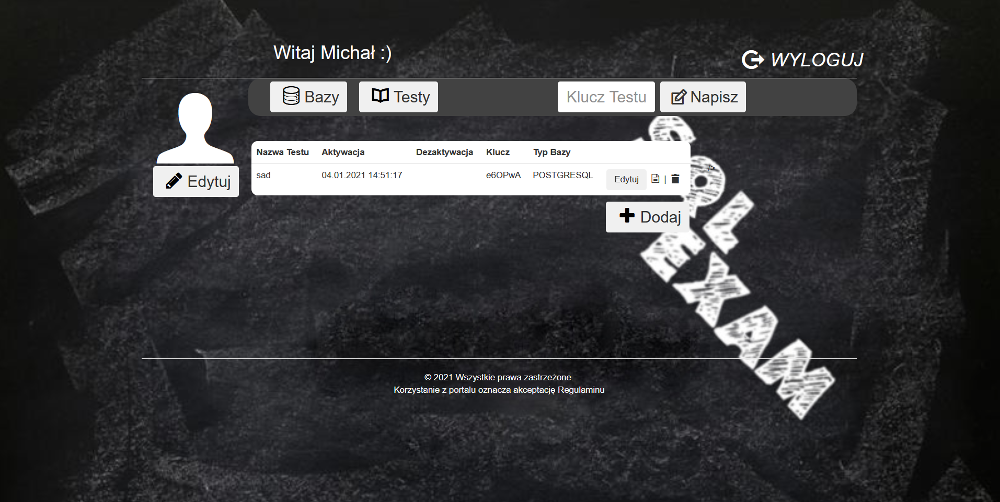 Witaj Michał :)
WYLOGUJ
Bazy
Testy
Klucz Testu
Napisz
Edytuj
Nazwa Testu Aktywacja Dezaktywacja Klucz Typ Bazy
sad 04.01.2021 14:51:17 e6OPwA POSTGRESQL Edytuj |
/>
Dodaj
SQL
EXAM
© 2021 Wszystkie prawa zastrzeżone.
Korzystanie z portalu oznacza akceptację Regulaminu